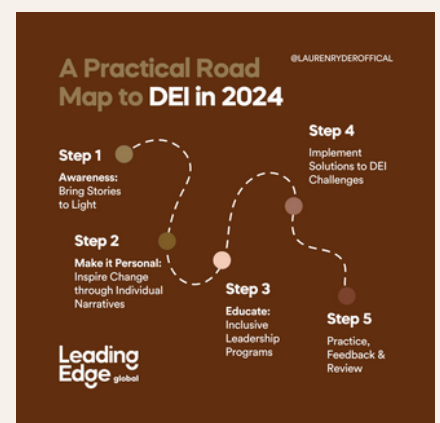 @LAURENRYDEROFFICAL
A Practical Road
Map to DEI in 2024
Step 1
Awareness:
Bring Stories
to Light
Step 2
Make it Personal:
Inspire Change
through Individual
Narratives
Step 3
Educate:
Inclusive
Leadership
Programs
Step 4
Implement
Solutions to DEI
Challenges
Step 5
Practice,
Feedback &
Review
Leading
Edge global